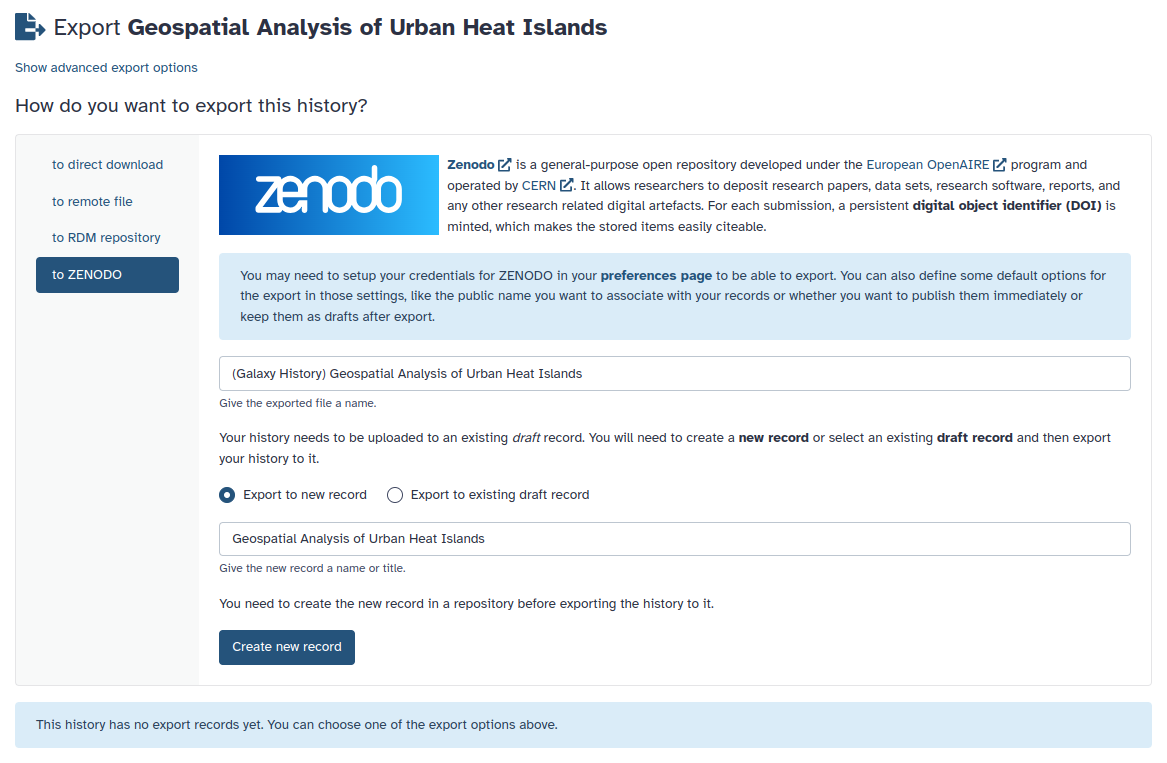 Export Geospatial Analysis of Urban Heat Islands
Show advanced export options
How do you want to export this history?
to direct download
to remote file
to RDM repository
to ZENODO
zenodo
Zenodo is a general-purpose open repository developed under the European OpenAIRE program and
operated by CERN. It allows researchers to deposit research papers, data sets, research software, reports, and
any other research related digital artefacts. For each submission, a persistent digital object identifier (DOI) is
minted, which makes the stored items easily citeable.
You may need to setup your credentials for ZENODO in your preferences page to be able to export. You can also define some default options for
the export in those settings, like the public name you want to associate with your records or whether you want to publish them immediately or
keep them as drafts after export.
(Galaxy History) Geospatial Analysis of Urban Heat Islands
Give the exported file a name.
Your history needs to be uploaded to an existing draft record. You will need to create a new record or select an existing draft record and then export
your history to it.
Export to new record Export to existing draft record
Geospatial Analysis of Urban Heat Islands
Give the new record a name or title.
You need to create the new record in a repository before exporting the history to it.
Create new record
This history has no export records yet. You can choose one of the export options above.